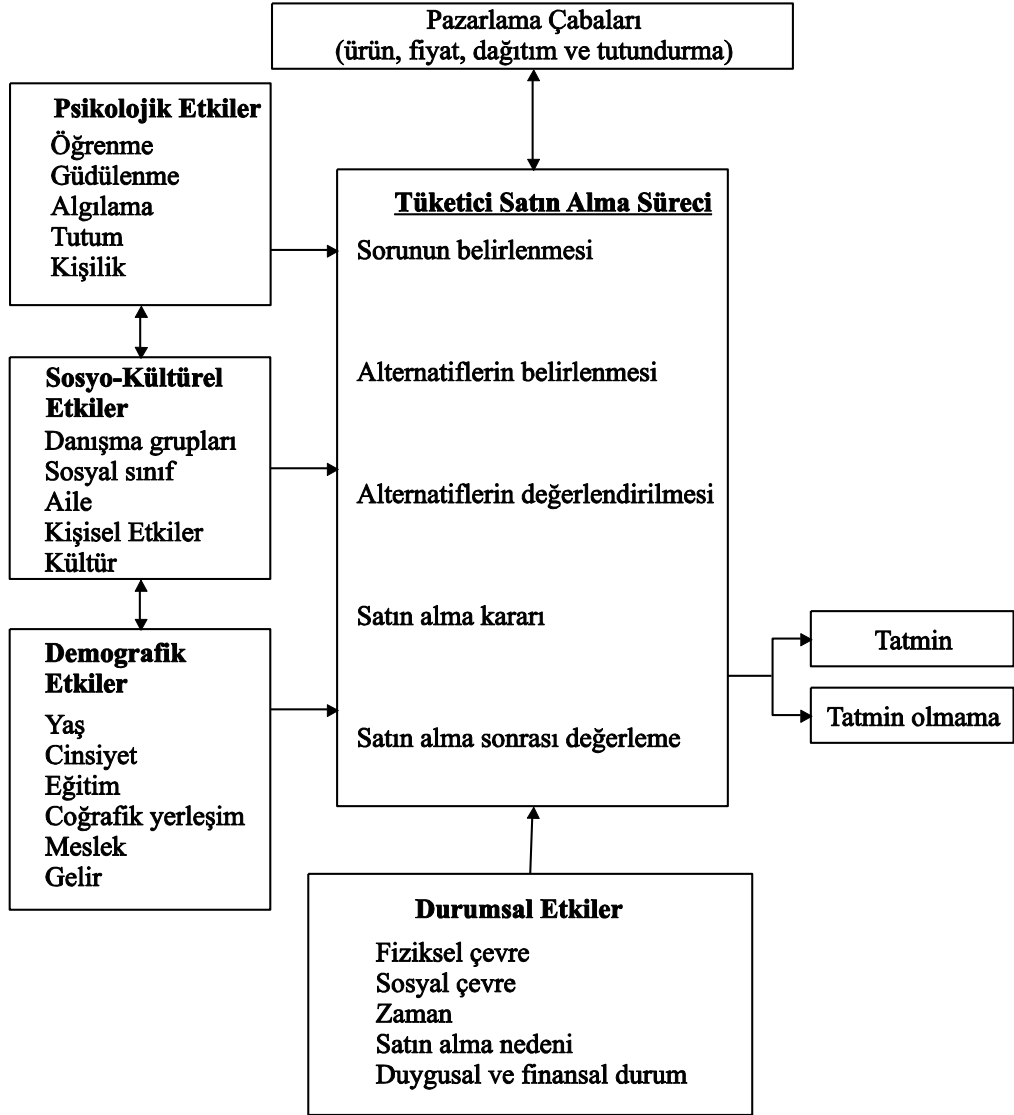 Pazarlama Çabaları
(ürün, fiyat, dağıtım ve tutundurma)
Psikolojik Etkiler
Öğrenme
Güdülenme
Algılama
Tutum
Kişilik
Sosyo-Kültürel
Etkiler
Danışma grupları
Sosyal sınıf
Aile
Kişisel Etkiler
Kültür
Demografik
Etkiler
Yaş
Cinsiyet
Eğitim
Coğrafik yerleşim
Meslek
Gelir
Tüketici Satın Alma Süreci
Sorunun belirlenmesi
Alternatiflerin belirlenmesi
Alternatiflerin değerlendirilmesi
Satın alma kararı
Satın alma sonrası değerleme
Tatmin
Tatmin olmama
Durumsal Etkiler
Fiziksel çevre
Sosyal çevre
Zaman
Satın alma nedeni
Duygusal ve finansal durum